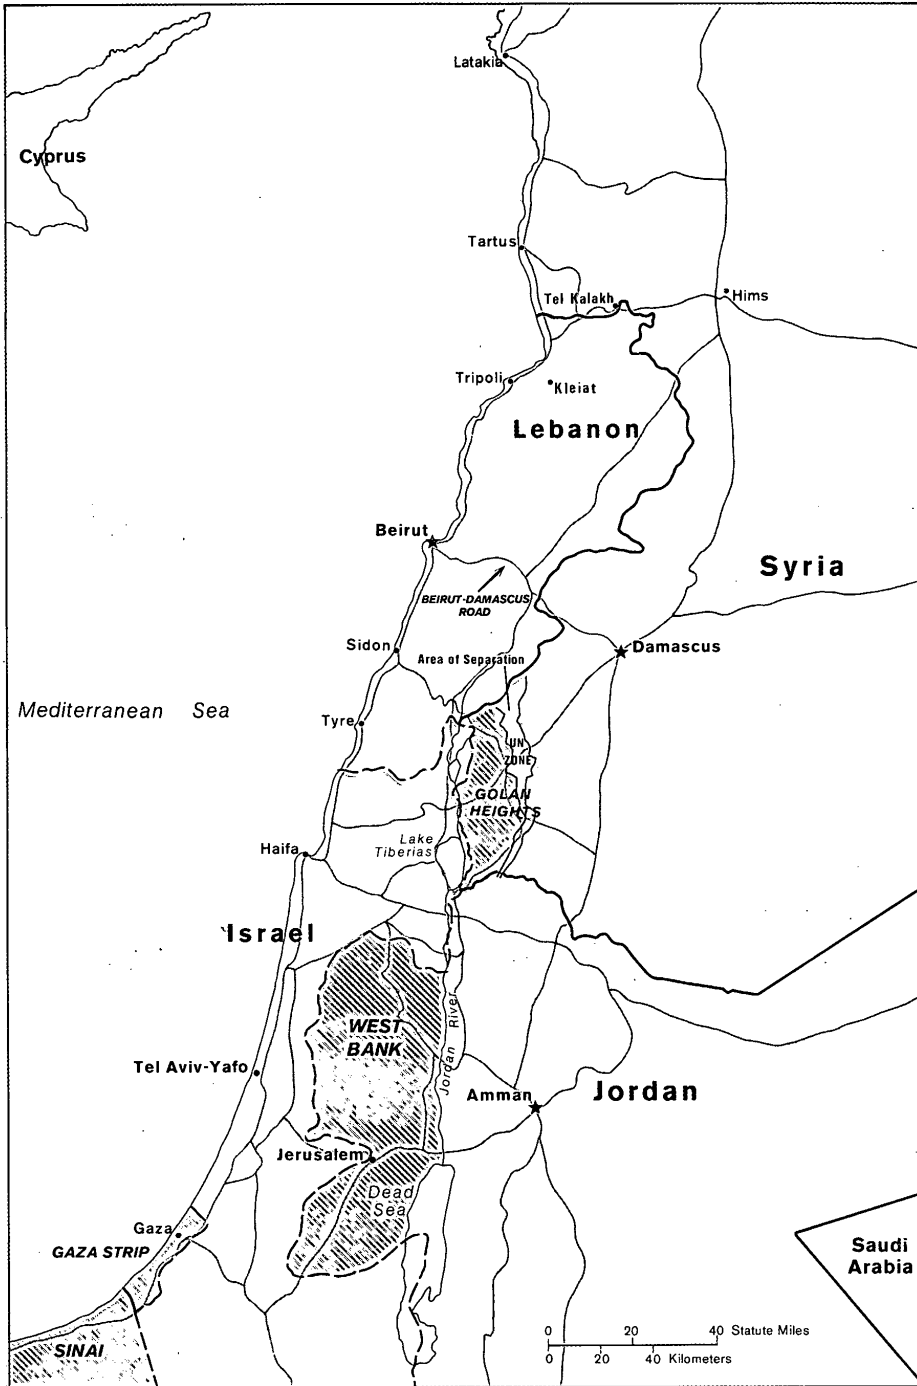 Latakia
Cyprus
Tartus
Tel Kalakh
Hims
Tripoli
Kleiat
Lebanon
Beirut
Syria
BEIRUT-DAMASCUS
ROAD
Sidon
Damascus
Area of Separation
Mediterranean Sea
Tyre
UN
ZONE
GOLAN
HEIGHTS
Lake
Tiberias
Haifa
Israel
WEST
BANK
Jordan River
Tel Aviv-Yafo
Amman
Jordan
Jerusalem
Dead
Sea
Gaza
GAZA STRIP
Saudi
Arabia
SINAI
0 20 40 Statute Miles
0 20 40 Kilometers